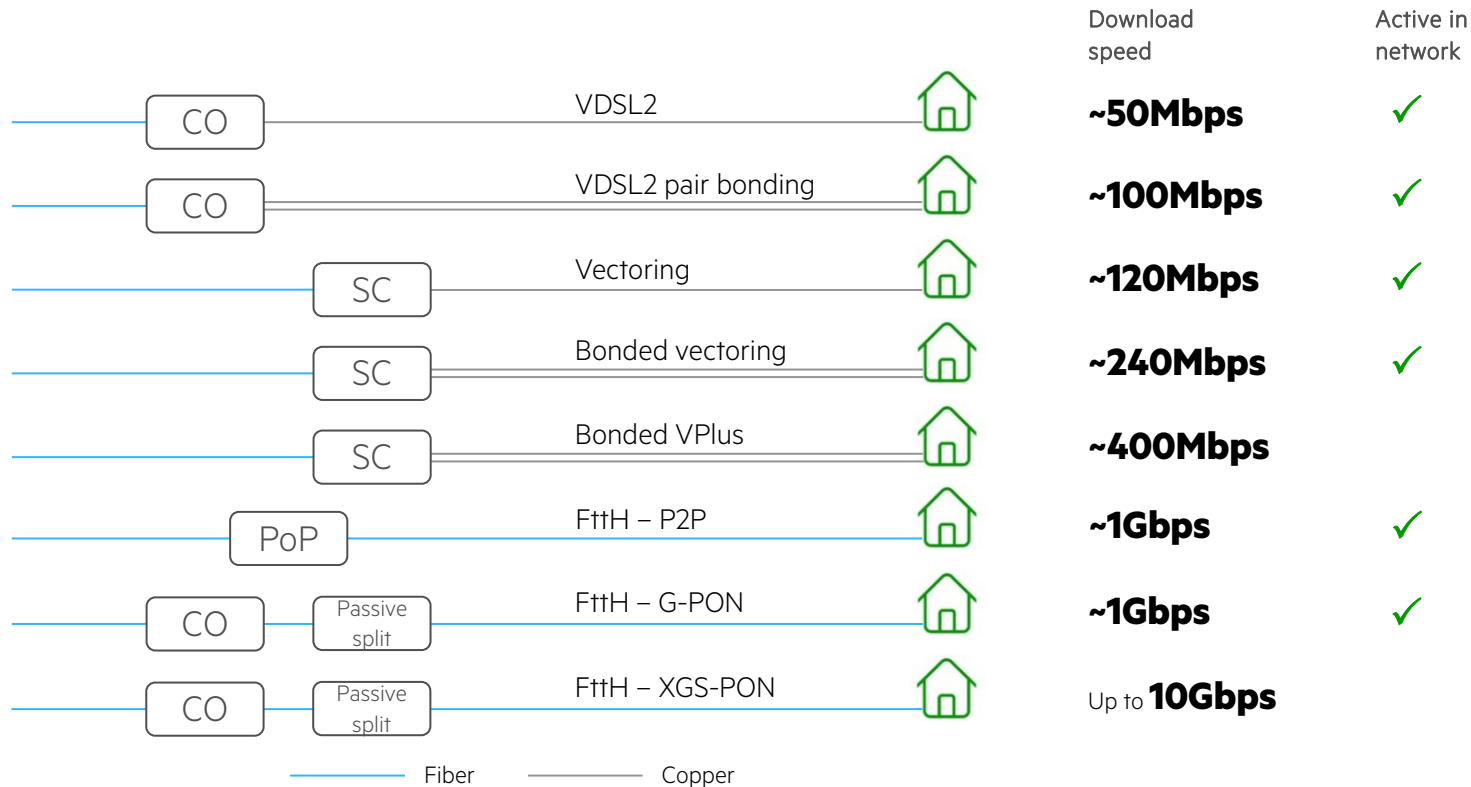 Download
speed
Active in
network
CO
VDSL2
~50Mbps
✓
CO
VDSL2 pair bonding
~100Mbps
✓
SC
Vectoring
~120Mbps
✓
SC
Bonded vectoring
~240Mbps
✓
SC
Bonded VPlus
~400Mbps
PoP
FttH – P2P
~1Gbps
✓
CO
Passive
split
FttH – G-PON
~1Gbps
✓
CO
Passive
split
FttH – XGS-PON
Up to 10Gbps
Fiber
Copper